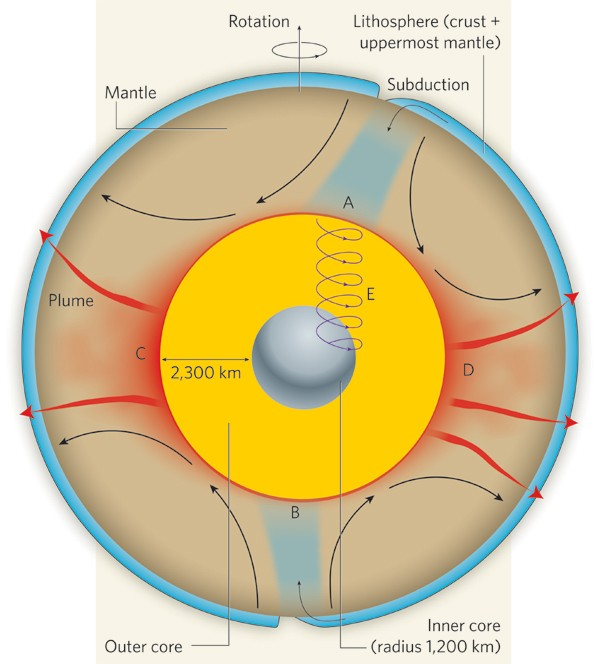 Rotation
Lithosphere (crust +
uppermost mantle)
Mantle
Subduction
A
E
Plume
C
2,300 km
D
B
Outer core
Inner core
(radius 1,200 km)